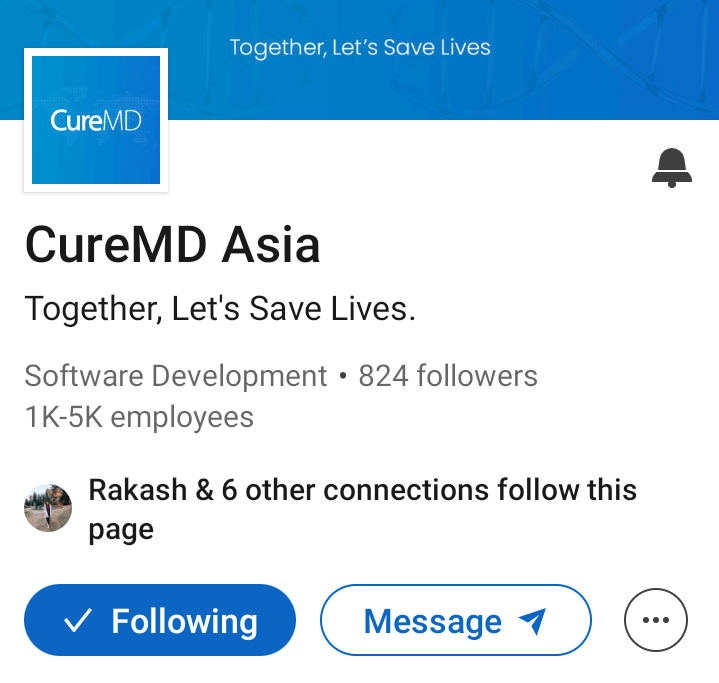 Together, Let's Save Lives
CureMD
CureMD Asia
Together, Let's Save Lives.
Software Development • 824 followers
1K-5K employees
Rakash & 6 other connections follow this
page
Following
Message